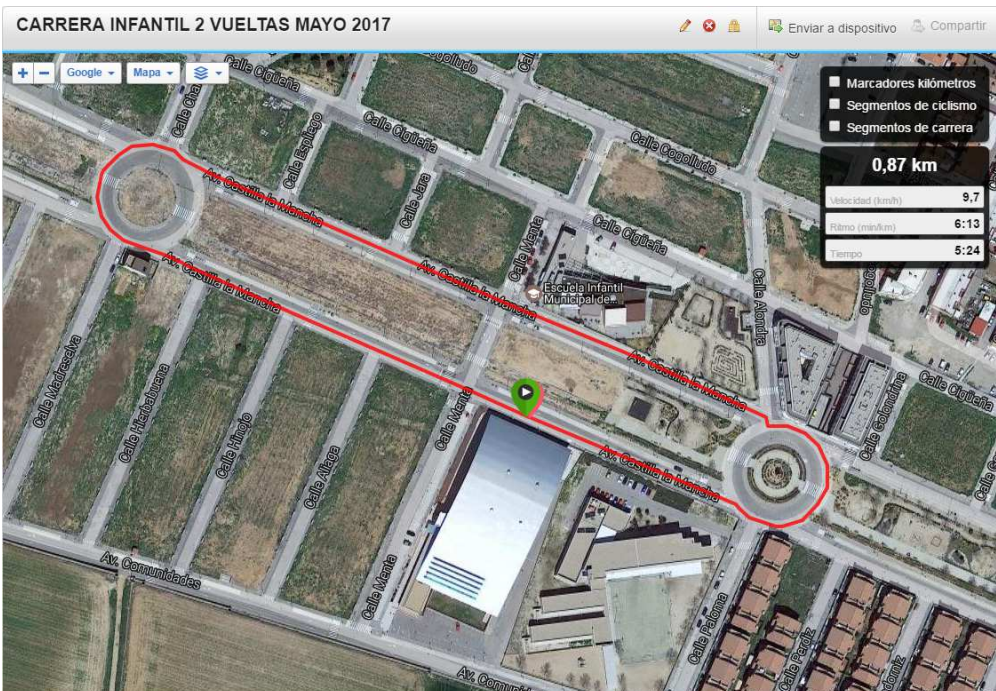 CARRERA INFANTIL 2 VUELTAS MAYO 2017
Enviar a dispositivo
Compartir
+ −
Google
Mapa
Marcadores kilómetros
Segmentos de ciclismo
Segmentos de carrera
0,87 km
Velocidad (km/h) 9,7
Ritmo (min/km) 6:13
Tiempo 5:24
Calle Cigüeña
Calle Cha
Calle Espliego
Calle Cigüeña
Calle Cogolludo
Calle Jara
Av. Castilla la Mancha
Calle Menta
Calle Cigüeña
Av. Castilla la Mancha
Av. Castilla la Mancha
Escuela Infantil
Municipal de...
Calle Alondra
Av. Castilla la Mancha
Calle Golondrina
Calle Cigüeña
Calle Madreselva
Calle Hierbabuena
Calle Hinojo
Calle Aliaga
Calle Menta
Av. Castilla la Mancha
Av. Comunidades
Calle Menta
Calle Paloma
Calle Perdiz
Av. Comunid